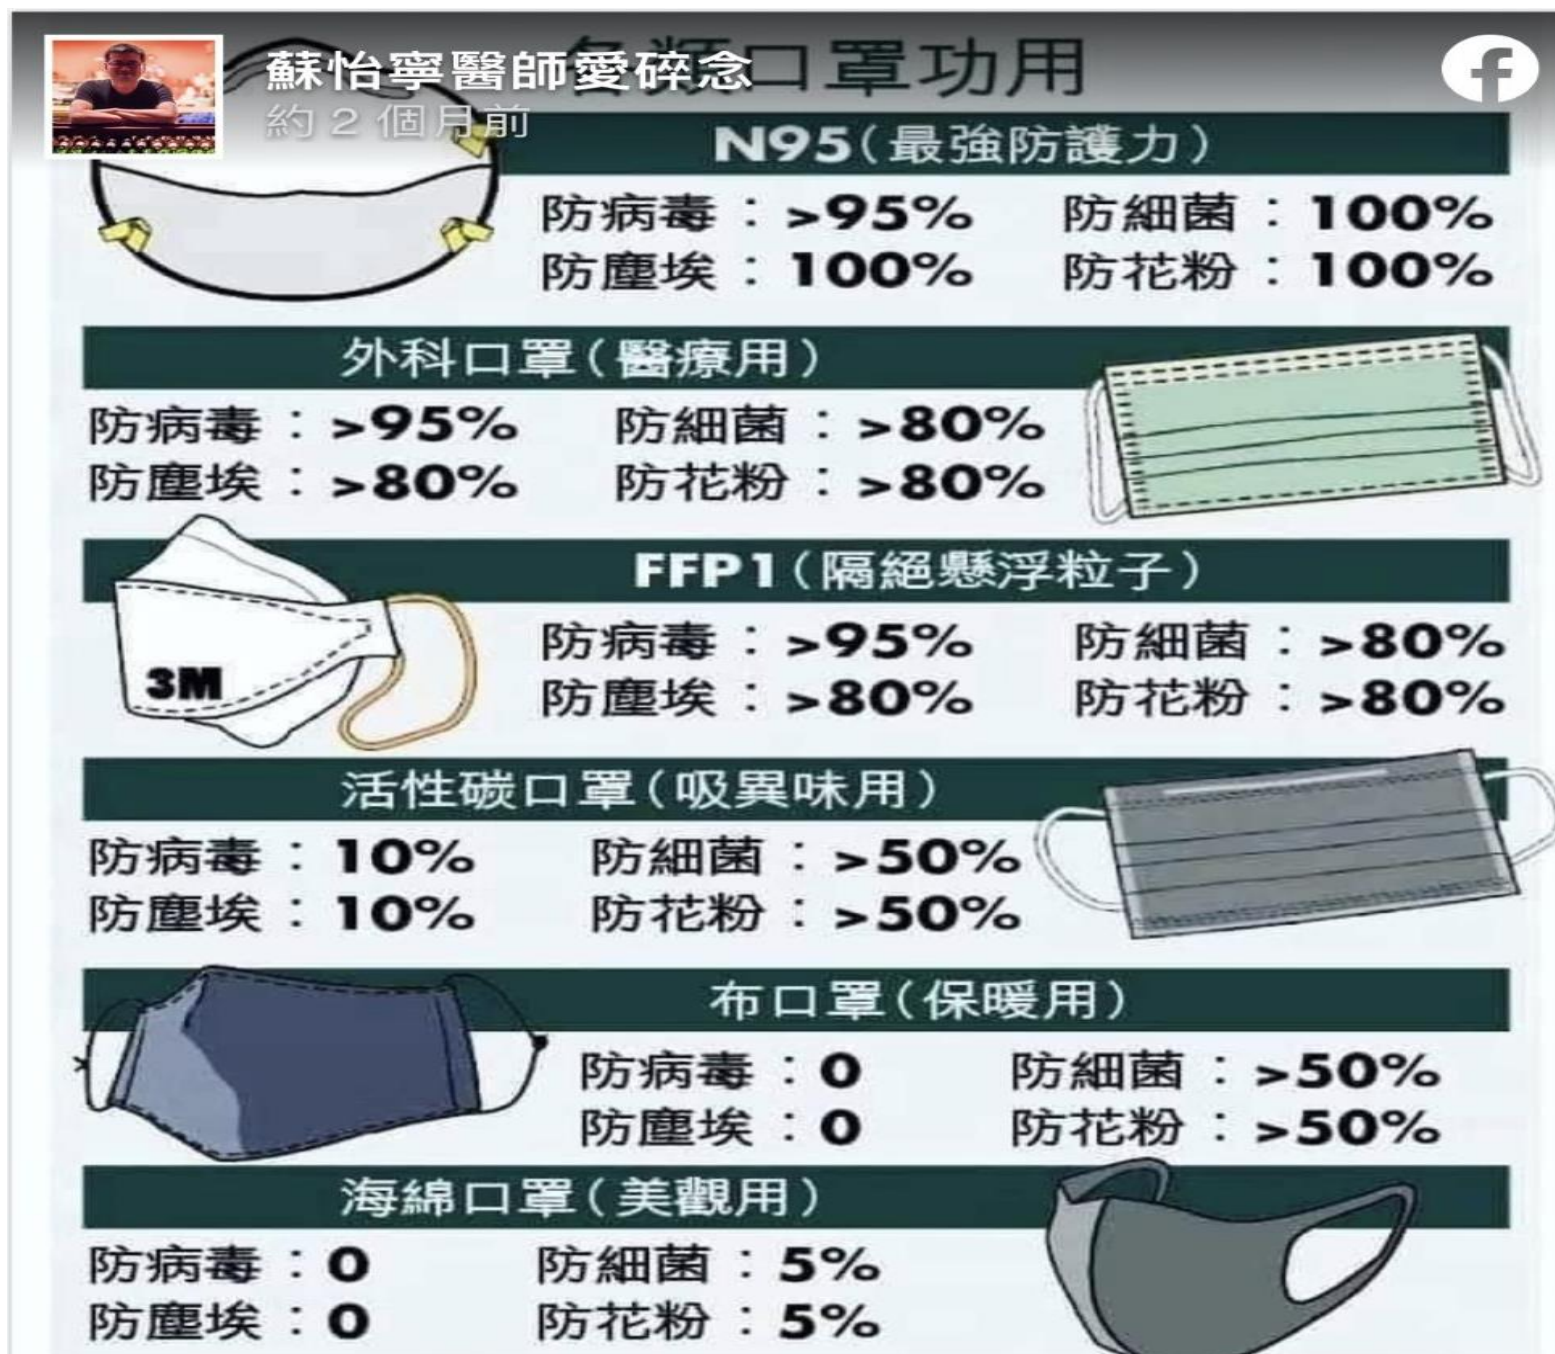 蘇怡寧醫師愛碎念
約 2 個月前
各類口罩功用
N95(最強防護力)
防病毒：>95% 防細菌：100%
防塵埃：100% 防花粉：100%
外科口罩(醫療用)
防病毒：>95% 防細菌：>80%
防塵埃：>80% 防花粉：>80%
FFP1(隔絕懸浮粒子)
防病毒：>95% 防細菌：>80%
防塵埃：>80% 防花粉：>80%
3M
活性碳口罩(吸異味用)
防病毒：10% 防細菌：>50%
防塵埃：10% 防花粉：>50%
布口罩(保暖用)
防病毒：0 防細菌：>50%
防塵埃：0 防花粉：>50%
海綿口罩(美觀用)
防病毒：0 防細菌：5%
防塵埃：0 防花粉：5%